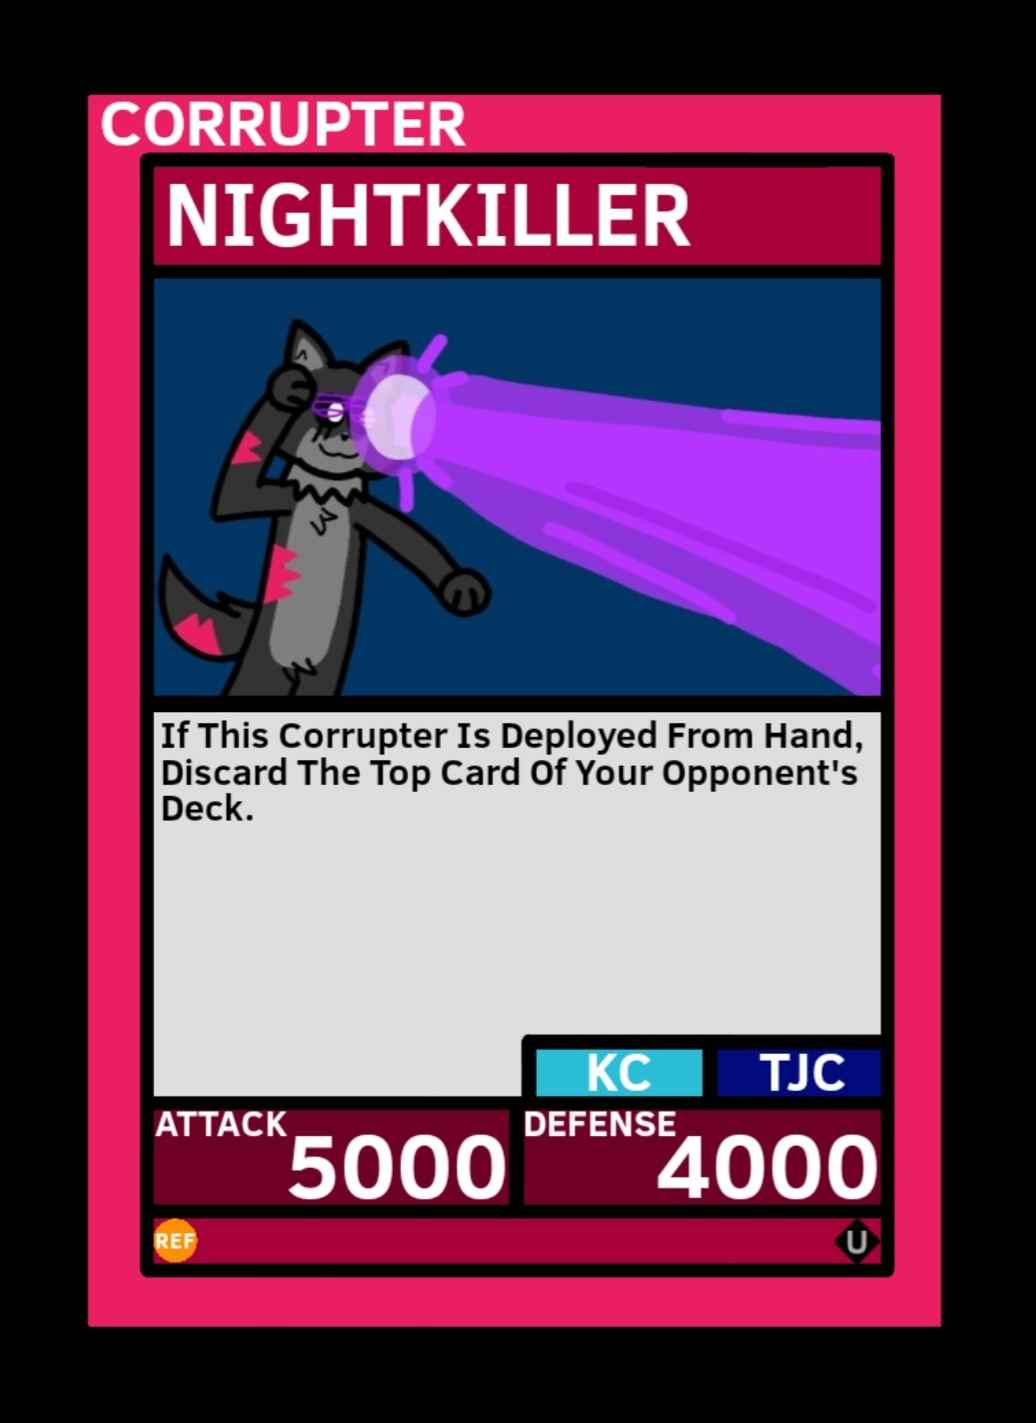 CORRUPTER
NIGHTKILLER
If This Corrupter Is Deployed From Hand,
Discard The Top Card Of Your Opponent's
Deck.
KC TJC
ATTACK
5000
DEFENSE
4000
REF
U